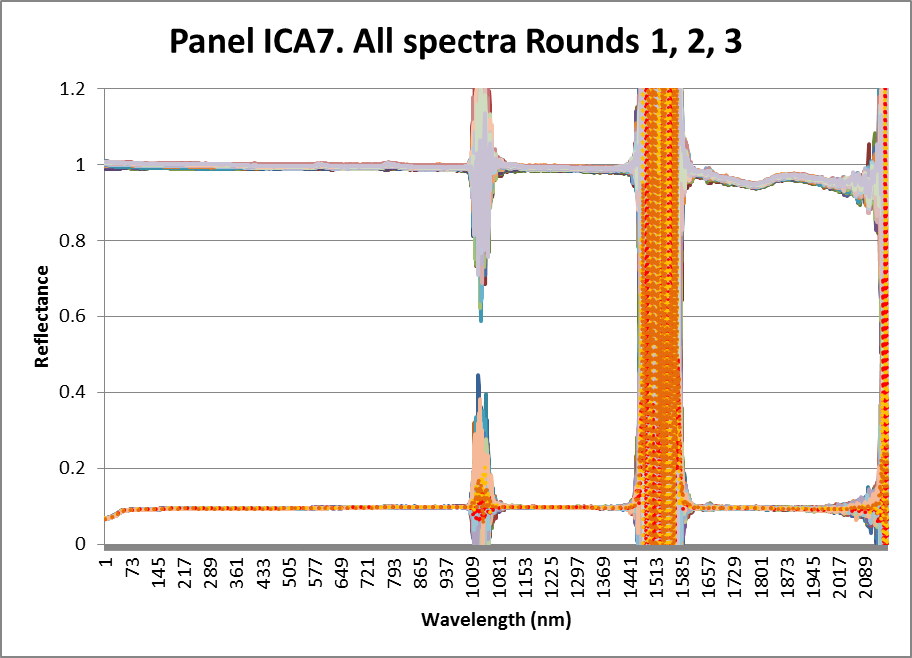 Panel ICA7. All spectra Rounds 1, 2, 3
1.2
1
0.8
0.6
0.4
0.2
0
Reflectance
1 73 145 217 289 361 433 505 577 649 721 793 865 937 1009 1081 1153 1225 1297 1369 1441 1513 1585 1657 1729 1801 1873 1945 2017 2089
Wavelength (nm)